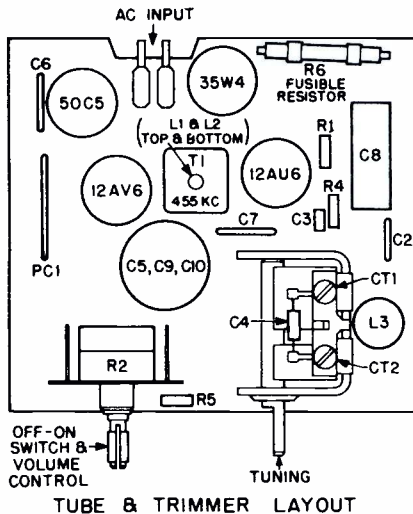 AC INPUT
C6
50C5
35W4
R6
FUSIBLE
RESISTOR
(L1 & L2
TOP & BOTTOM)
T1
455 KC
12AV6
12AU6
R1
R4
C3
C8
C7
C2
PC1
C5, C9, C10
C4
CT1
L3
CT2
R2
R5
OFF-ON
SWITCH &
VOLUME
CONTROL
TUNING
TUBE & TRIMMER LAYOUT